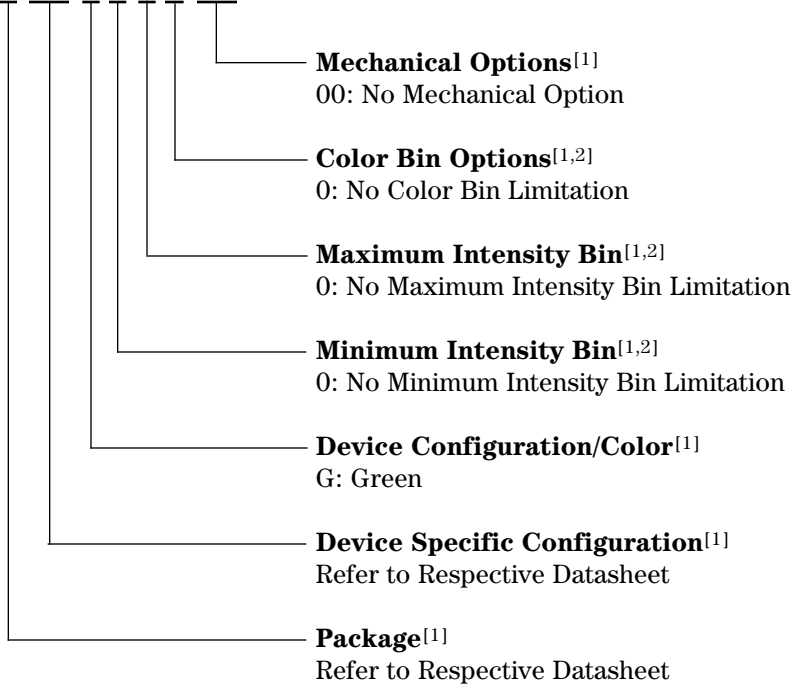 Mechanical Options[1]
00: No Mechanical Option
Color Bin Options[1,2]
0: No Color Bin Limitation
Maximum Intensity Bin[1,2]
0: No Maximum Intensity Bin Limitation
Minimum Intensity Bin[1,2]
0: No Minimum Intensity Bin Limitation
Device Configuration/Color[1]
G: Green
Device Specific Configuration[1]
Refer to Respective Datasheet
Package[1]
Refer to Respective Datasheet